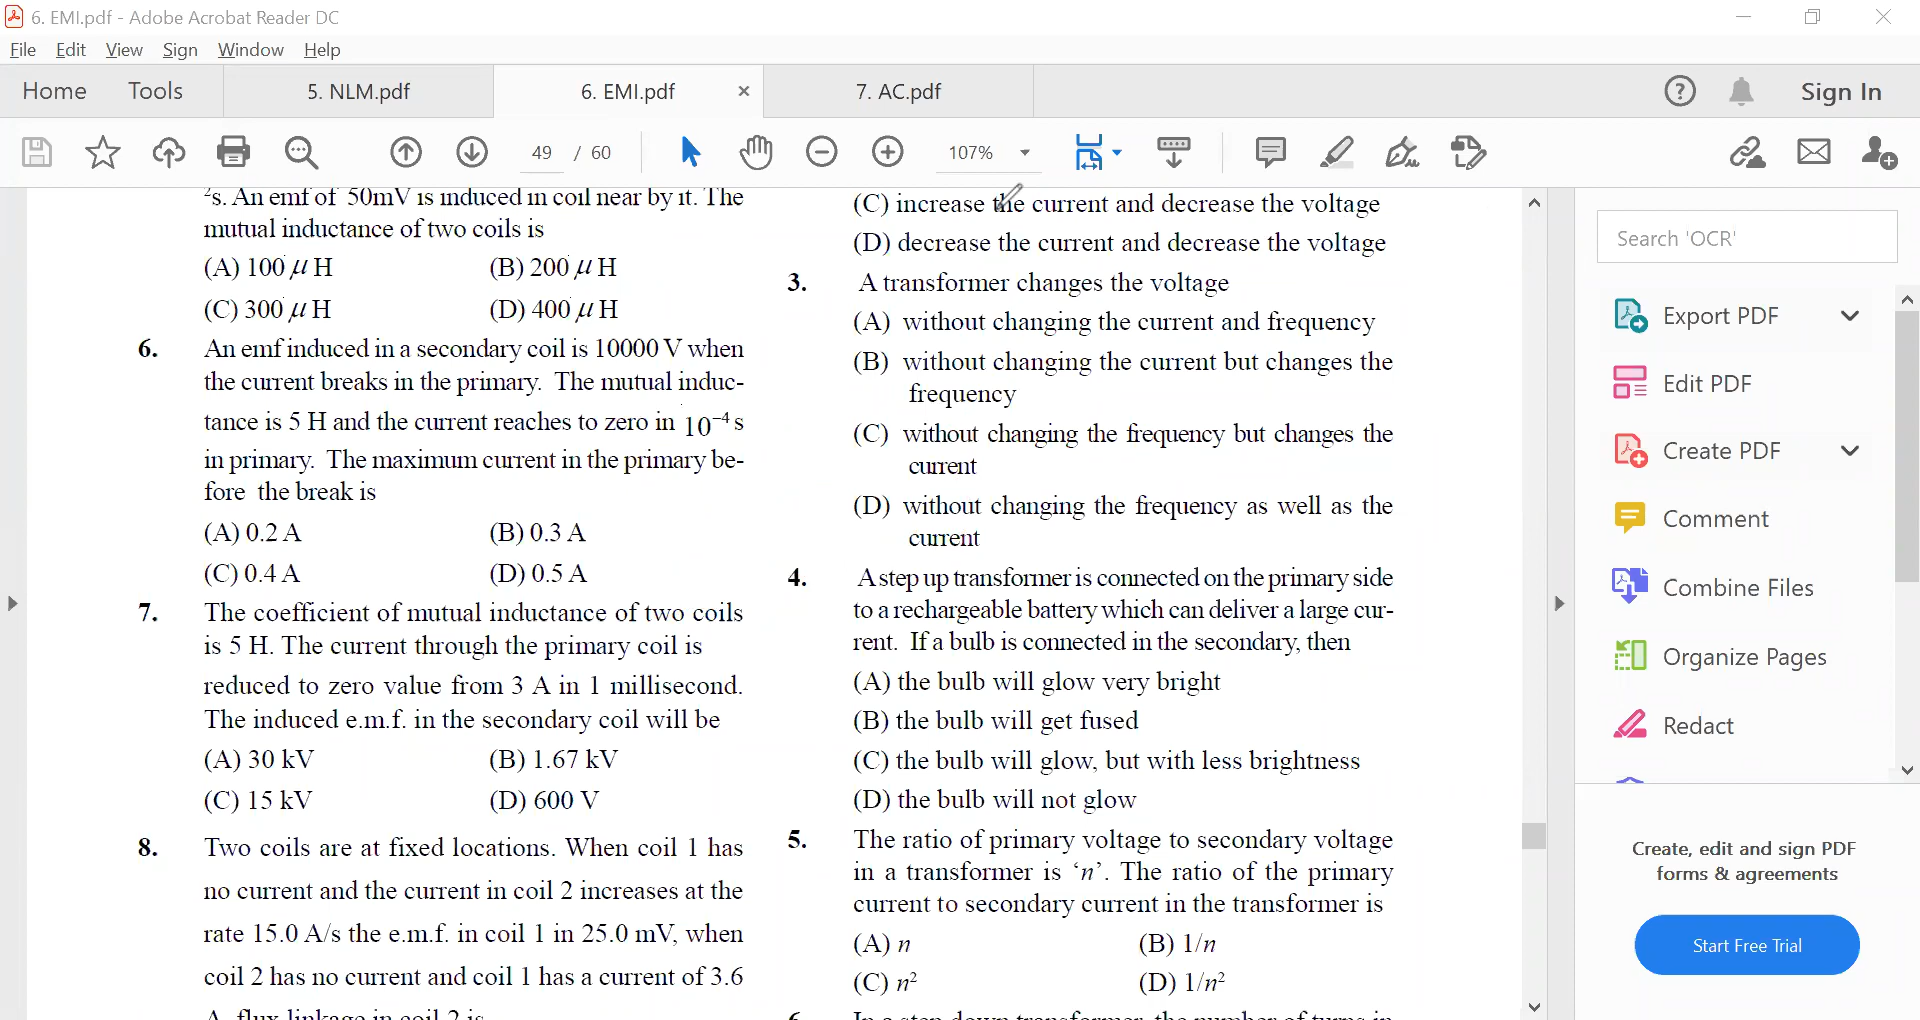 6. EMI.pdf - Adobe Acrobat Reader DC
File Edit View Sign Window Help
Home Tools 5. NLM.pdf 6. EMI.pdf × 7. AC.pdf ? Sign In
49 / 60 107%
²s. An emf of 50mV is induced in coil near by it. The
mutual inductance of two coils is
(A) 100 μ H (B) 200 μ H
(C) 300 μ H (D) 400 μ H
6. An emf induced in a secondary coil is 10000 V when
the current breaks in the primary. The mutual induc-
tance is 5 H and the current reaches to zero in 10⁻⁴ s
in primary. The maximum current in the primary be-
fore the break is
(A) 0.2 A (B) 0.3 A
(C) 0.4 A (D) 0.5 A
7. The coefficient of mutual inductance of two coils
is 5 H. The current through the primary coil is
reduced to zero value from 3 A in 1 millisecond.
The induced e.m.f. in the secondary coil will be
(A) 30 kV (B) 1.67 kV
(C) 15 kV (D) 600 V
8. Two coils are at fixed locations. When coil 1 has
no current and the current in coil 2 increases at the
rate 15.0 A/s the e.m.f. in coil 1 in 25.0 mV, when
coil 2 has no current and coil 1 has a current of 3.6
A, flux linkage in coil 2 is
(C) increase the current and decrease the voltage
(D) decrease the current and decrease the voltage
3. A transformer changes the voltage
(A) without changing the current and frequency
(B) without changing the current but changes the
frequency
(C) without changing the frequency but changes the
current
(D) without changing the frequency as well as the
current
4. A step up transformer is connected on the primary side
to a rechargeable battery which can deliver a large cur-
rent. If a bulb is connected in the secondary, then
(A) the bulb will glow very bright
(B) the bulb will get fused
(C) the bulb will glow, but with less brightness
(D) the bulb will not glow
5. The ratio of primary voltage to secondary voltage
in a transformer is ‘n’. The ratio of the primary
current to secondary current in the transformer is
(A) n (B) 1/n
(C) n² (D) 1/n²
6. In a step down transformer, the number of turns in
Search 'OCR'
Export PDF
Edit PDF
Create PDF
Comment
Combine Files
Organize Pages
Redact
Create, edit and sign PDF
forms & agreements
Start Free Trial